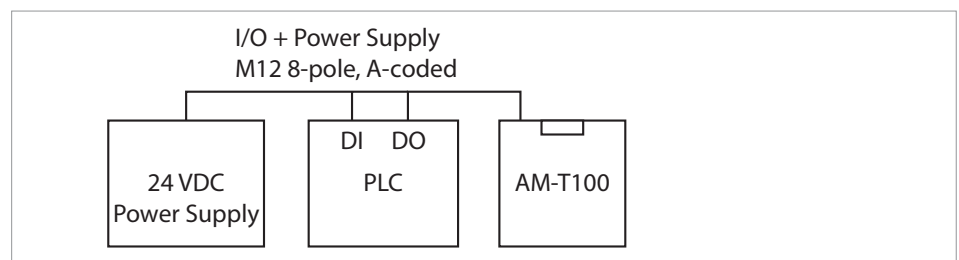 I/O + Power Supply
M12 8-pole, A-coded
DI DO
24 VDC
Power Supply
PLC
AM-T100